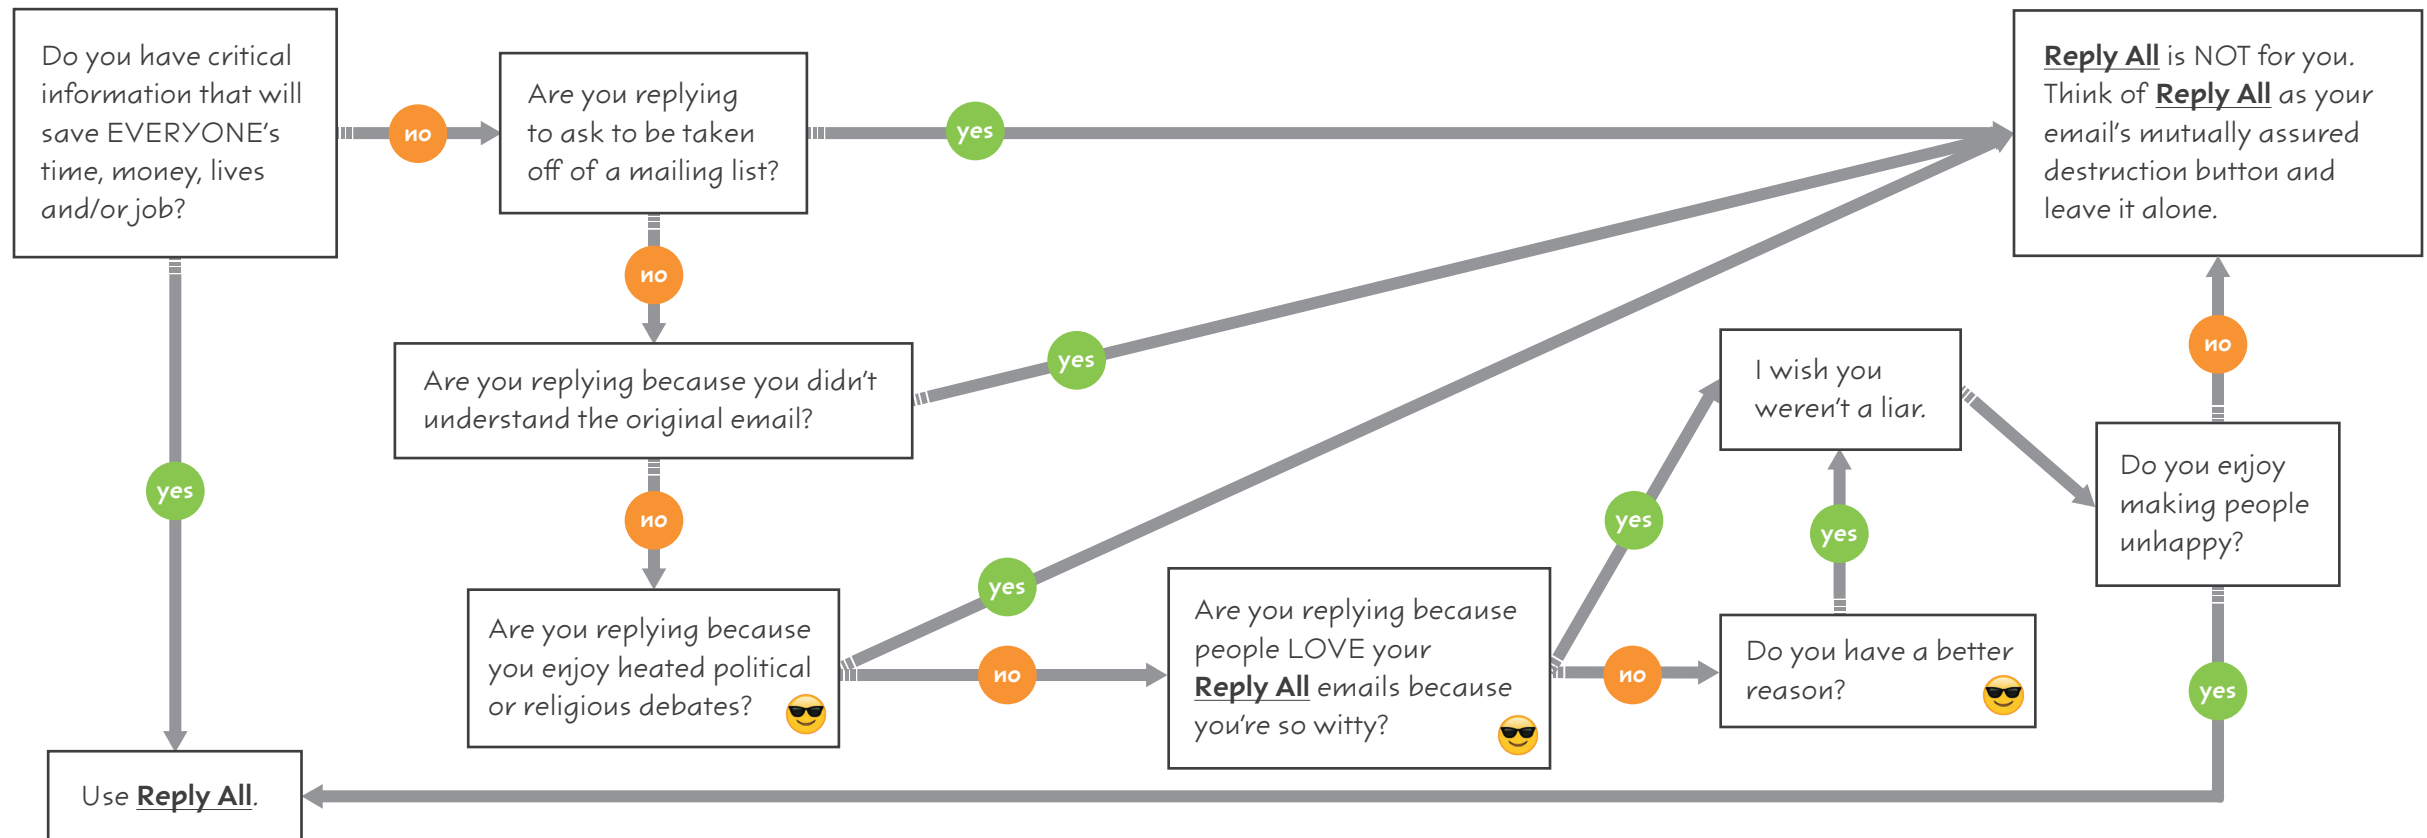 Do you have critical
information that will
save EVERYONE's
time, money, lives
and/or job?
no
Are you replying
to ask to be taken
off of a mailing list?
yes
Reply All is NOT for you.
Think of Reply All as your
email's mutually assured
destruction button and
leave it alone.
no
Are you replying because you didn't
understand the original email?
yes
no
Are you replying because
you enjoy heated political
or religious debates?
yes
no
Are you replying because
people LOVE your
Reply All emails because
you're so witty?
yes
no
I wish you
weren't a liar.
yes
Do you have a better
reason?
no
Do you enjoy
making people
unhappy?
yes
yes
Use Reply All.